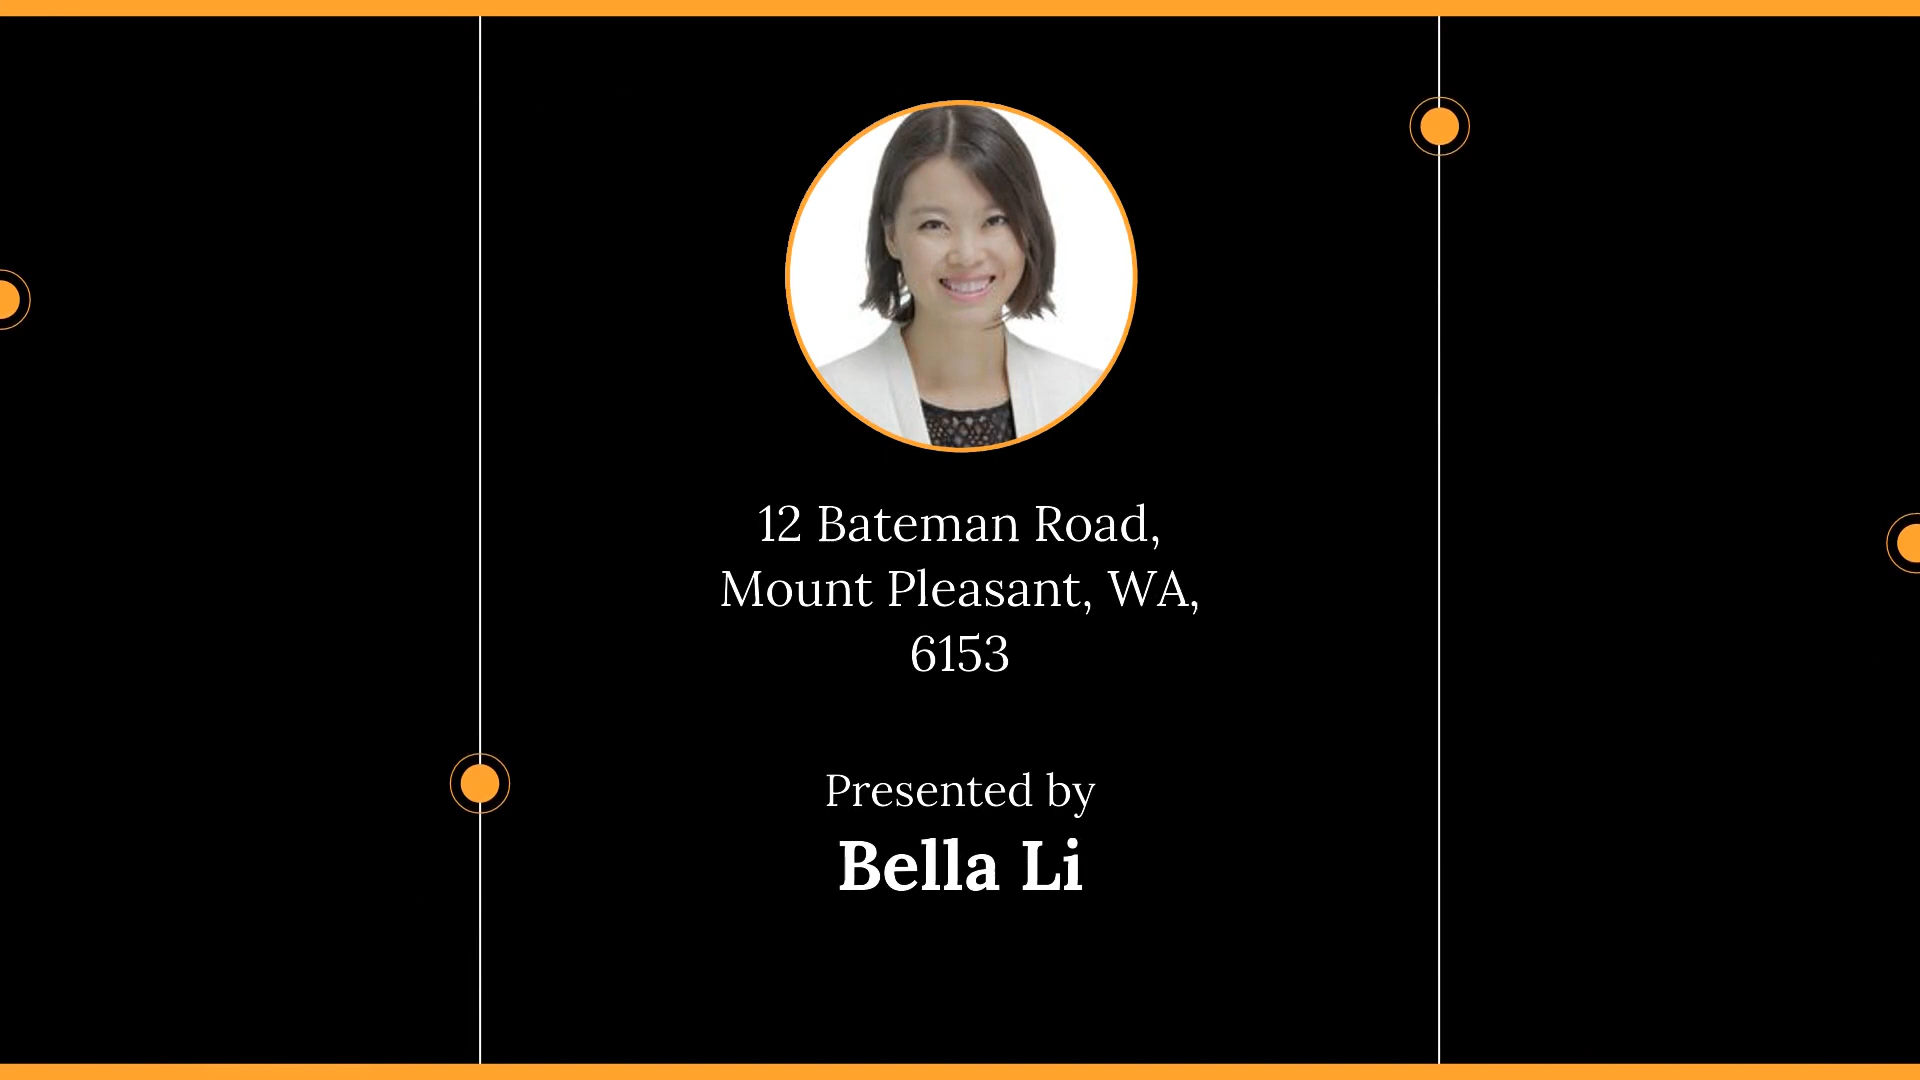 12 Bateman Road,
Mount Pleasant, WA,
6153
Presented by
Bella Li